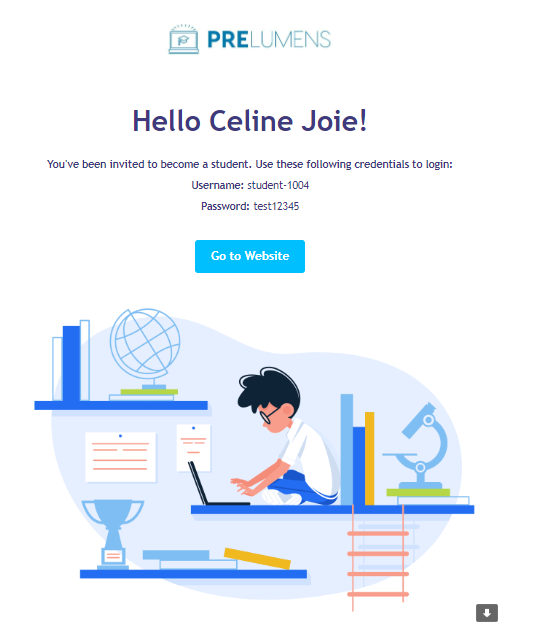 PRELUMENS
Hello Celine Joie!
You've been invited to become a student. Use these following credentials to login:
Username: student-1004
Password: test12345
Go to Website